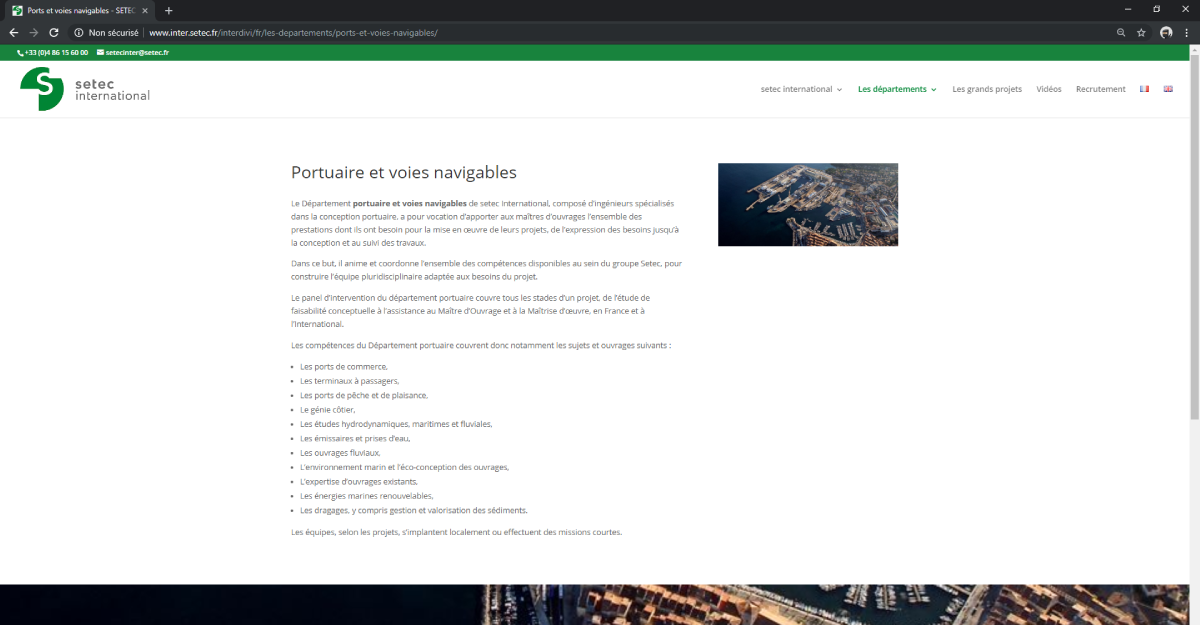 Ports et voies navigables - SETEC
Non sécurisé | www.inter.setec.fr/interdivi/fr/les-departements/ports-et-voies-navigables/
+33 (0)4 86 15 60 00 setecinter@setec.fr
setec
international
setec international Les départements Les grands projets Vidéos Recrutement
Portuaire et voies navigables
Le Département portuaire et voies navigables de setec International, composé d'ingénieurs spécialisés
dans la conception portuaire, a pour vocation d'apporter aux maîtres d'ouvrages l'ensemble des
prestations dont ils ont besoin pour la mise en œuvre de leurs projets, de l'expression des besoins jusqu'à
la conception et au suivi des travaux.
Dans ce but, il anime et coordonne l'ensemble des compétences disponibles au sein du groupe Setec, pour
construire l'équipe pluridisciplinaire adaptée aux besoins du projet.
Le panel d'intervention du département portuaire couvre tous les stades d'un projet, de l'étude de
faisabilité conceptuelle à l'assistance au Maître d'Ouvrage et à la Maîtrise d'œuvre, en France et à
l'International.
Les compétences du Département portuaire couvrent donc notamment les sujets et ouvrages suivants :
• Les ports de commerce,
• Les terminaux à passagers,
• Les ports de pêche et de plaisance,
• Le génie côtier,
• Les études hydrodynamiques, maritimes et fluviales,
• Les émissaires et prises d'eau,
• Les ouvrages fluviaux,
• L'environnement marin et l'éco-conception des ouvrages,
• L'expertise d'ouvrages existants,
• Les énergies marines renouvelables,
• Les dragages, y compris gestion et valorisation des sédiments.
Les équipes, selon les projets, s'implantent localement ou effectuent des missions courtes.